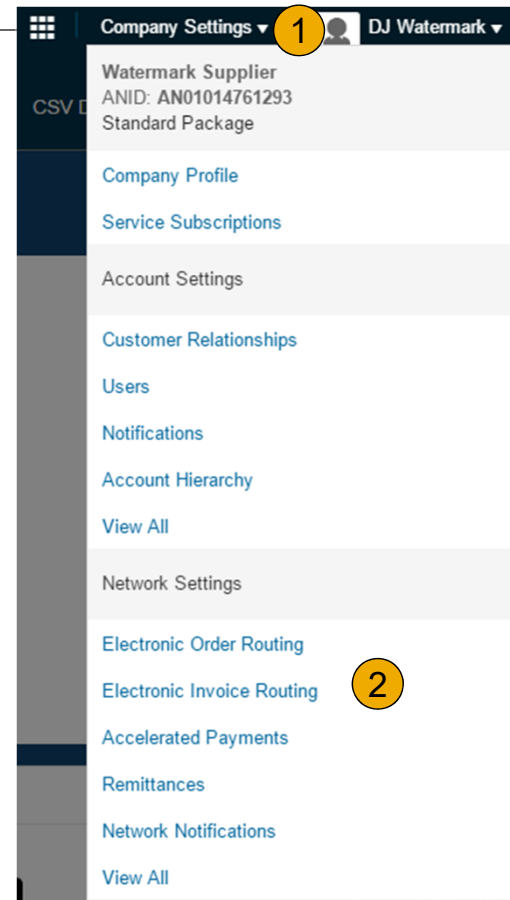 Company Settings ▾ 1 DJ Watermark ▾
Watermark Supplier
CSV D
ANID: AN01014761293
Standard Package
Company Profile
Service Subscriptions
Account Settings
Customer Relationships
Users
Notifications
Account Hierarchy
View All
Network Settings
Electronic Order Routing
Electronic Invoice Routing 2
Accelerated Payments
Remittances
Network Notifications
View All